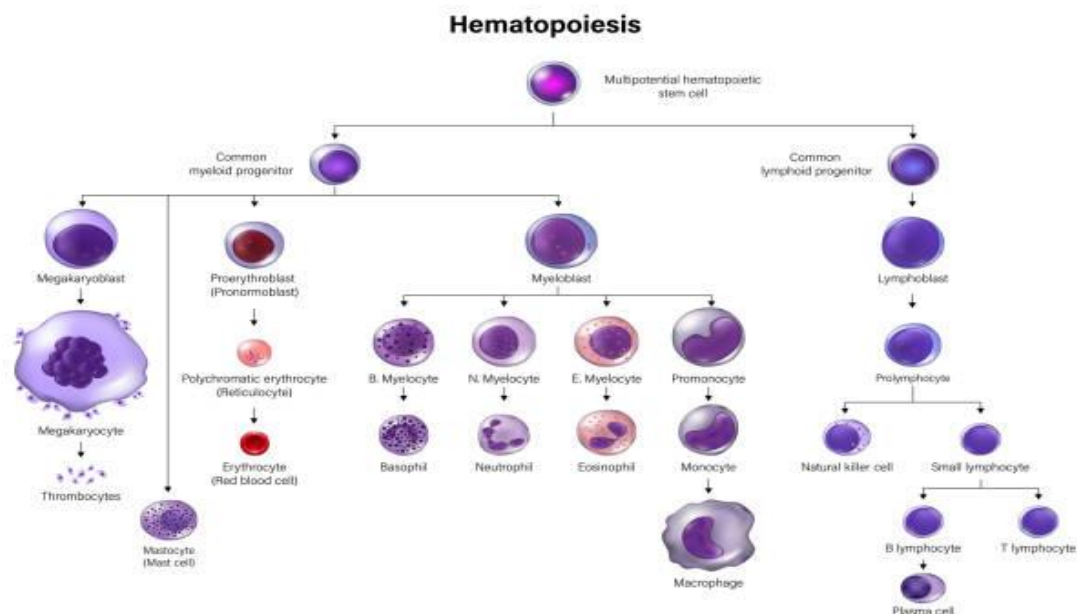 Hematopoiesis
Multipotential hematopoietic
stem cell
Common
myeloid progenitor
Common
lymphoid progenitor
Megakaryoblast
Proerythroblast
(Pronormoblast)
Myeloblast
Lymphoblast
Polychromatic erythrocyte
(Reticulocyte)
B. Myelocyte
N. Myelocyte
E. Myelocyte
Promonocyte
Prolymphocyte
Megakaryocyte
Erythrocyte
(Red blood cell)
Basophil
Neutrophil
Eosinophil
Monocyte
Natural killer cell
Small lymphocyte
Thrombocytes
Mastocyte
(Mast cell)
Macrophage
B lymphocyte
T lymphocyte
Plasma cell